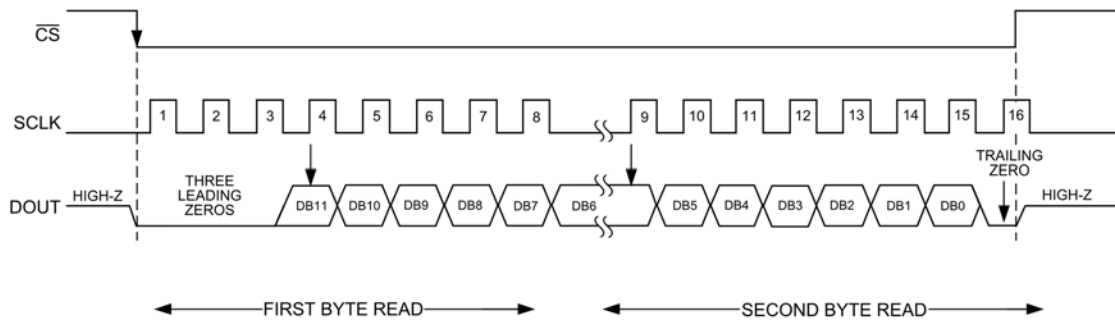 CS
SCLK
1 2 3 4 5 6 7 8 9 10 11 12 13 14 15 16
DOUT
HIGH-Z
THREE
LEADING
ZEROS
DB11 DB10 DB9 DB8 DB7 DB6 DB5 DB4 DB3 DB2 DB1 DB0
TRAILING
ZERO
HIGH-Z
FIRST BYTE READ
SECOND BYTE READ